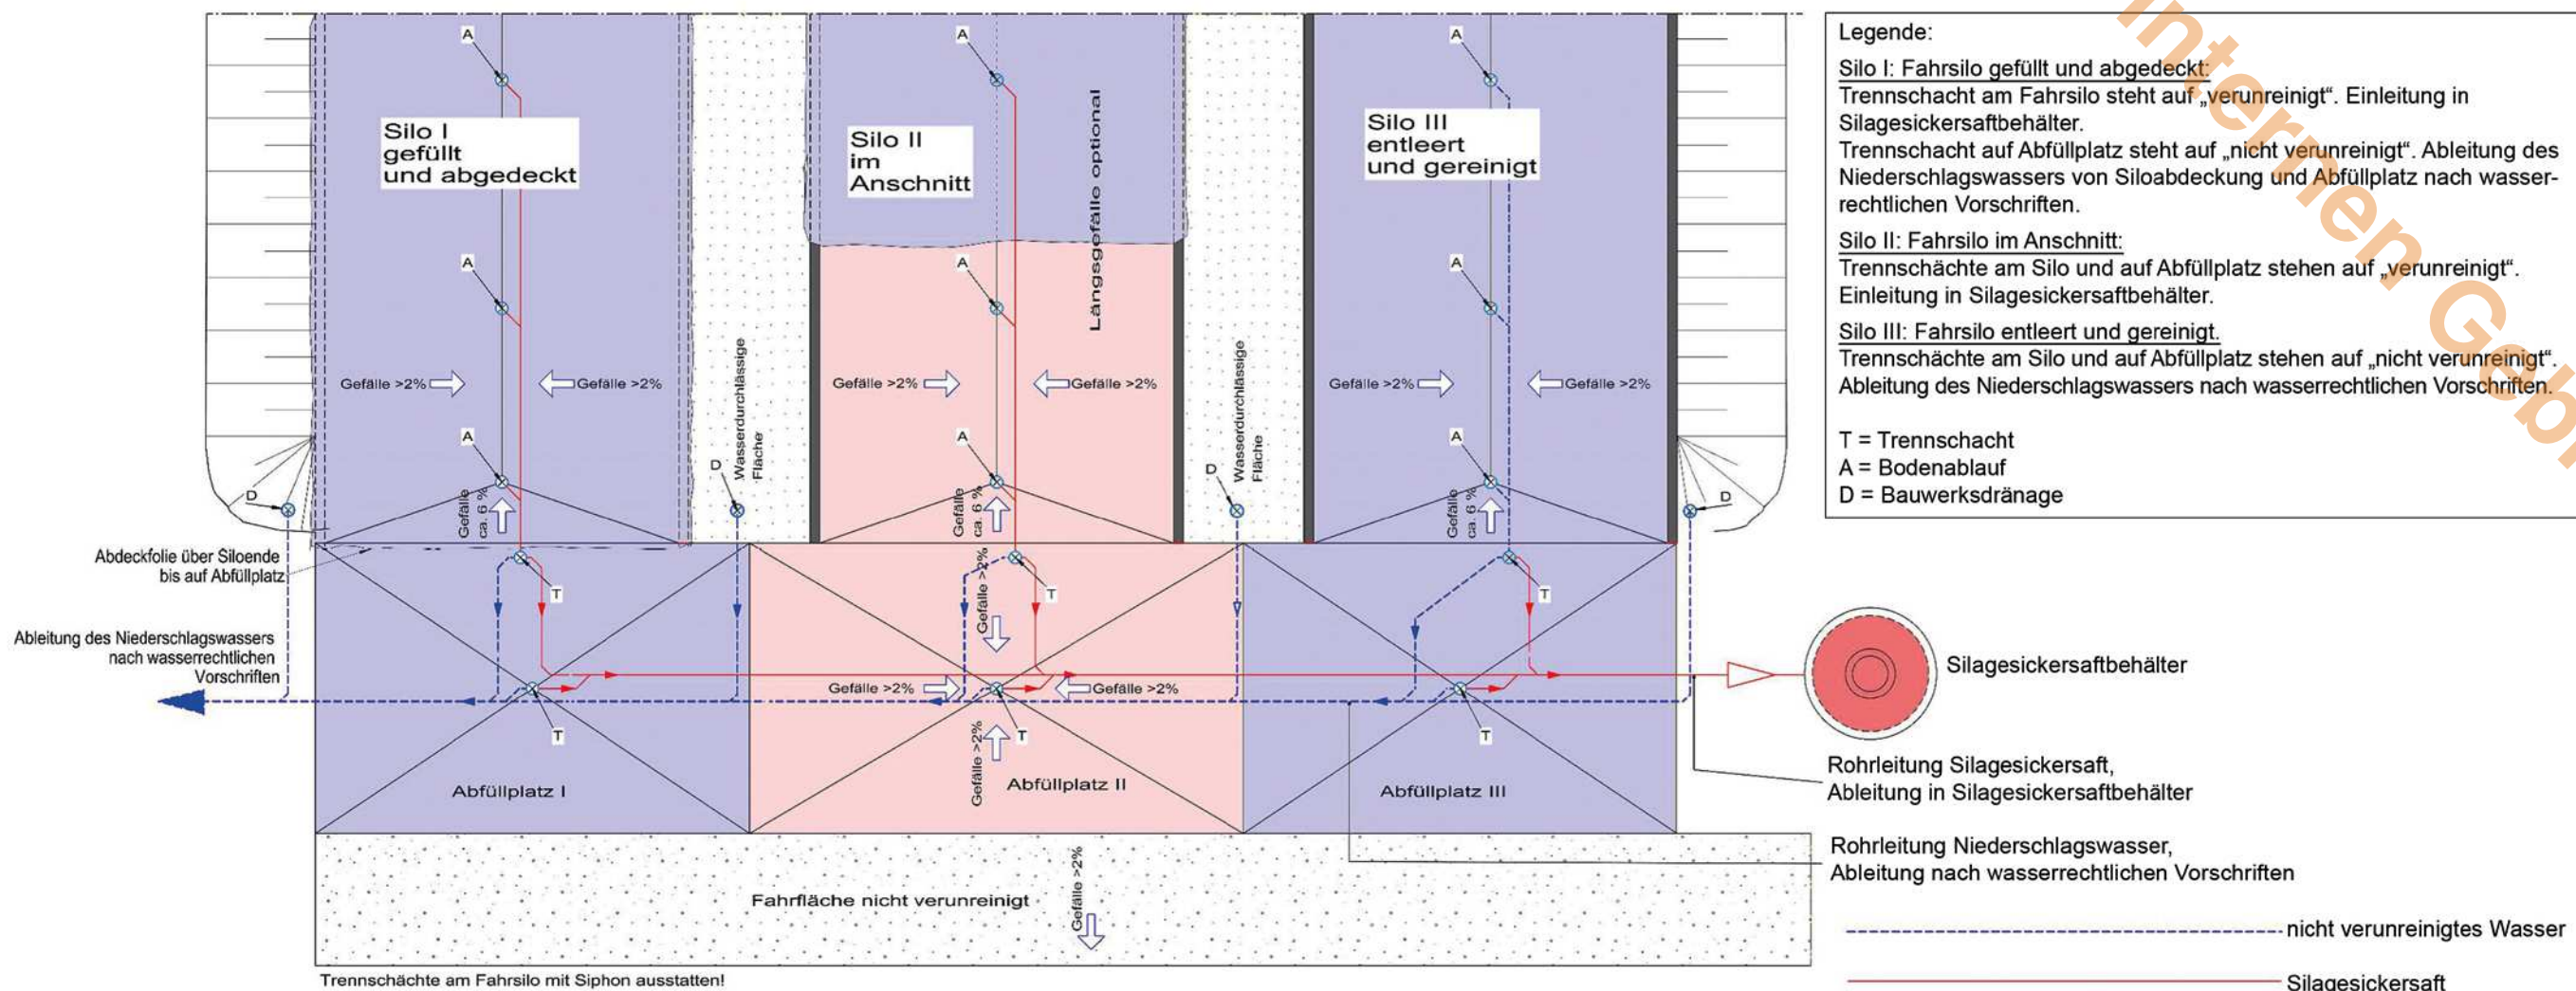 A
A
A
Silo I
gefüllt
und abgedeckt
Silo II
im
Anschnitt
Silo III
entleert
und gereinigt
Längsgefälle optional
A
A
A
Gefälle >2%
Gefälle >2%
Gefälle >2%
Gefälle >2%
Gefälle >2%
Gefälle >2%
Wasserdurchlässige
Fläche
Wasserdurchlässige
Fläche
A
A
A
D
D
D
D
Gefälle
ca. 6 %
Gefälle
ca. 6 %
Gefälle
ca. 6 %
Abdeckfolie über Siloende
bis auf Abfüllplatz
T
T
T
Gefälle >2%
Ableitung des Niederschlagswassers
nach wasserrechtlichen
Vorschriften
Gefälle >2%
Gefälle >2%
T
T
T
Gefälle >2%
Abfüllplatz I
Abfüllplatz II
Abfüllplatz III
Fahrfläche nicht verunreinigt
Gefälle >2%
Trennschächte am Fahrsilo mit Siphon ausstatten!
Legende:
Silo I: Fahrsilo gefüllt und abgedeckt:
Trennschacht am Fahrsilo steht auf „verunreinigt“. Einleitung in
Silagesickersaftbehälter.
Trennschacht auf Abfüllplatz steht auf „nicht verunreinigt“. Ableitung des
Niederschlagswassers von Siloabdeckung und Abfüllplatz nach wasser-
rechtlichen Vorschriften.
Silo II: Fahrsilo im Anschnitt:
Trennschächte am Silo und auf Abfüllplatz stehen auf „verunreinigt“.
Einleitung in Silagesickersaftbehälter.
Silo III: Fahrsilo entleert und gereinigt.
Trennschächte am Silo und auf Abfüllplatz stehen auf „nicht verunreinigt“.
Ableitung des Niederschlagswassers nach wasserrechtlichen Vorschriften.
T = Trennschacht
A = Bodenablauf
D = Bauwerksdränage
Silagesickersaftbehälter
Rohrleitung Silagesickersaft,
Ableitung in Silagesickersaftbehälter
Rohrleitung Niederschlagswasser,
Ableitung nach wasserrechtlichen Vorschriften
nicht verunreinigtes Wasser
Silagesickersaft
internen Geb